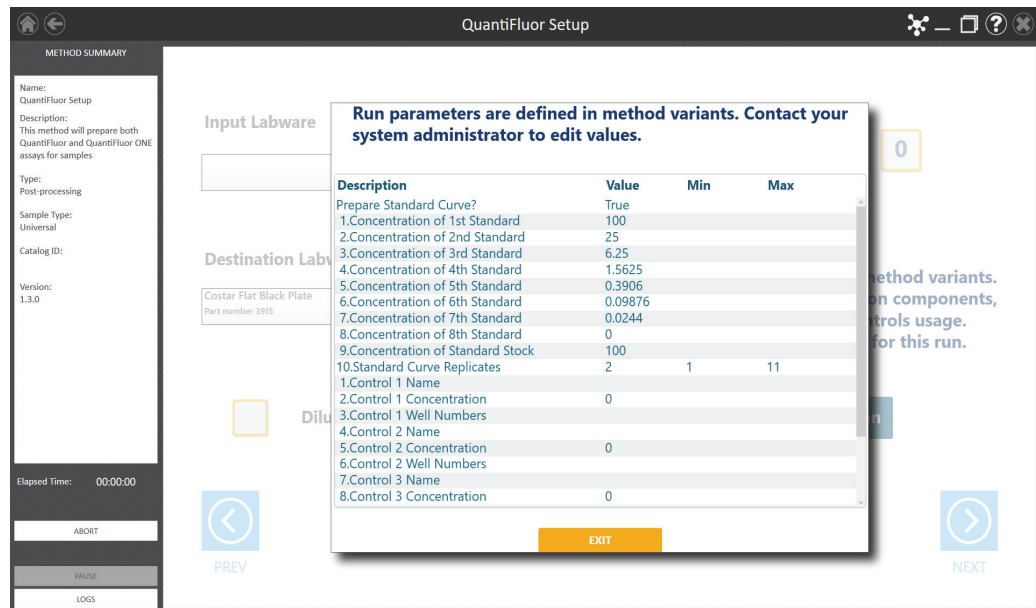 QuantiFluor Setup
METHOD SUMMARY
Name:
QuantiFluor Setup
Description:
This method will prepare both
QuantiFluor and QuantiFluor ONE
assays for samples
Type:
Post-processing
Sample Type:
Universal
Catalog ID:
Version:
1.3.0
Elapsed Time: 00:00:00
ABORT
PAUSE
LOGS
Input Labware
0
Destination Labw
Costar Flat Black Plate
Part number 3915
ethod variants.
on components,
trols usage.
for this run.
Dilu
n
PREV
NEXT
Run parameters are defined in method variants. Contact your
system administrator to edit values.
Description Value Min Max
Prepare Standard Curve? True
1.Concentration of 1st Standard 100
2.Concentration of 2nd Standard 25
3.Concentration of 3rd Standard 6.25
4.Concentration of 4th Standard 1.5625
5.Concentration of 5th Standard 0.3906
6.Concentration of 6th Standard 0.09876
7.Concentration of 7th Standard 0.0244
8.Concentration of 8th Standard 0
9.Concentration of Standard Stock 100
10.Standard Curve Replicates 2 1 11
1.Control 1 Name
2.Control 1 Concentration 0
3.Control 1 Well Numbers
4.Control 2 Name
5.Control 2 Concentration 0
6.Control 2 Well Numbers
7.Control 3 Name
8.Control 3 Concentration 0
EXIT